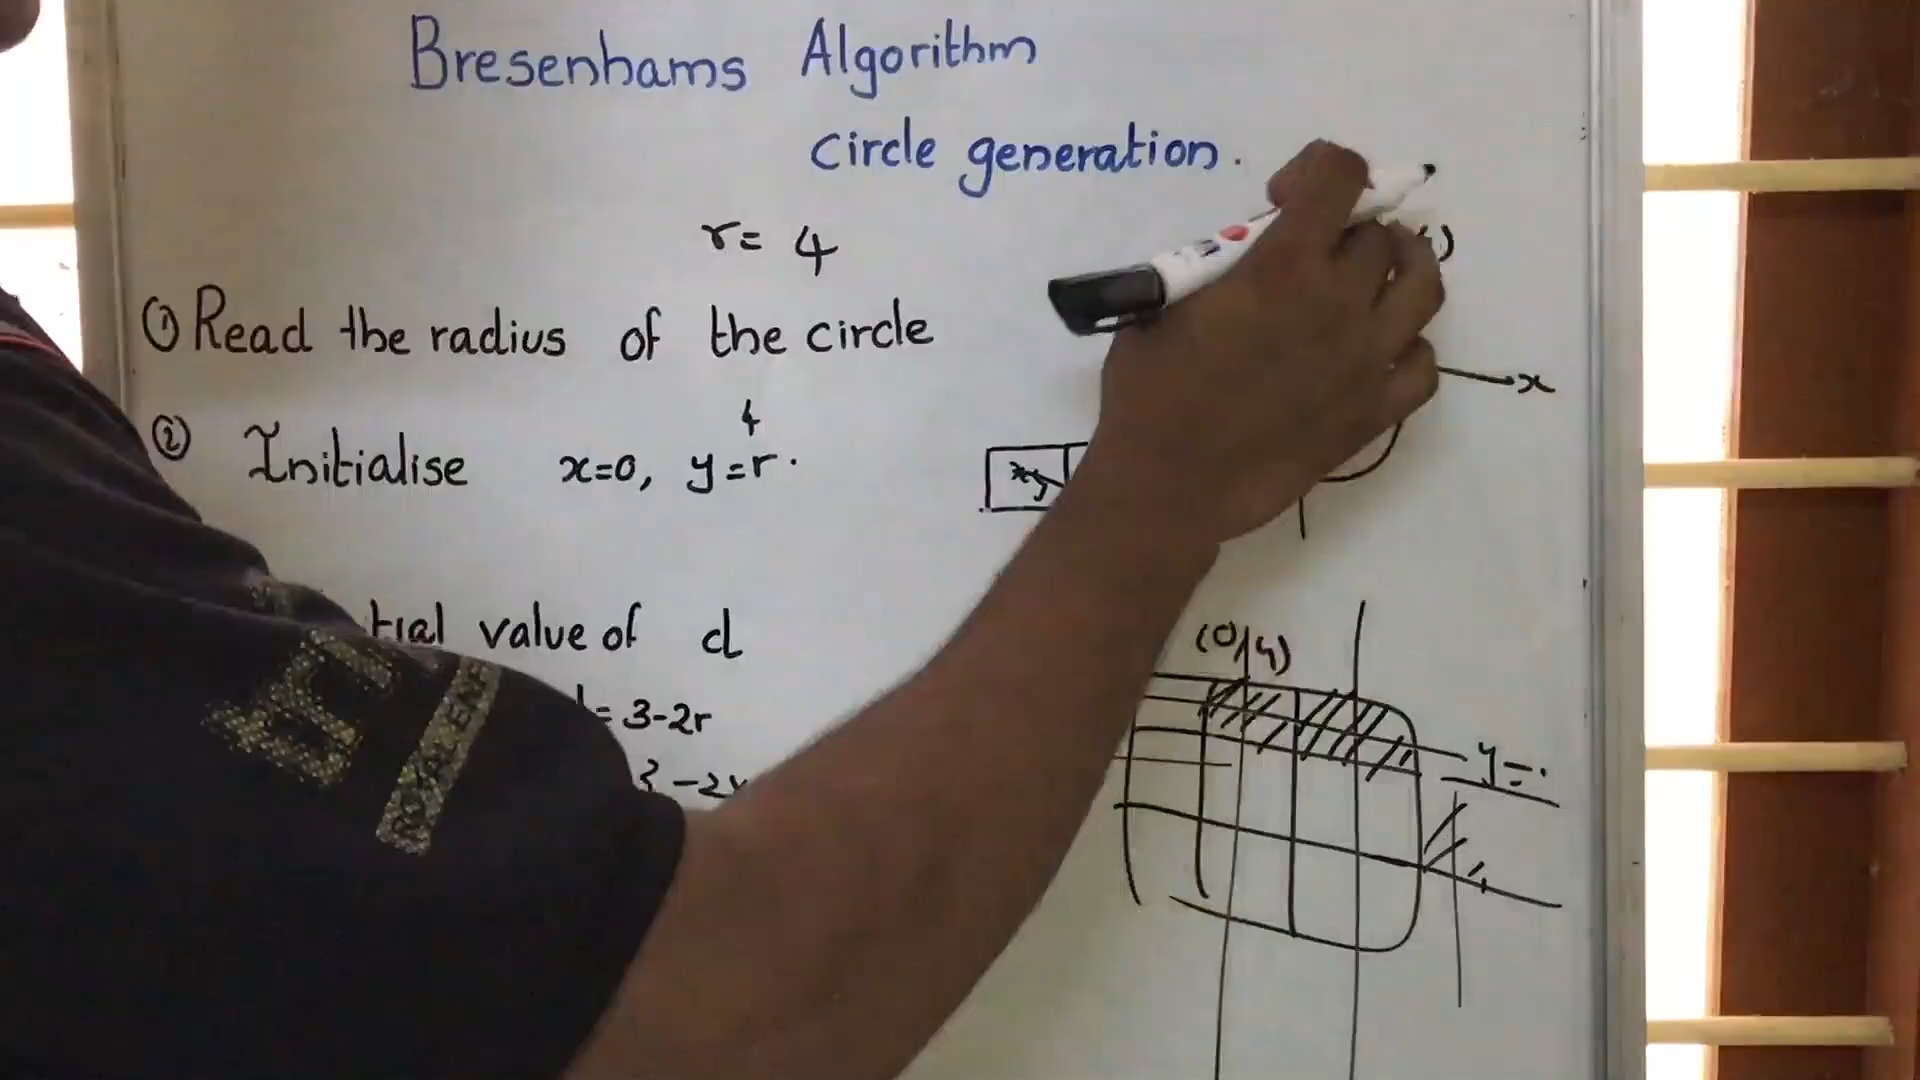 Bresenhams Algorithm
circle generation.
r= 4
① Read the radius of the circle
4
② Initialise x=0, y=r.
x
value of d
= 3-2r
(0,4)
y=.